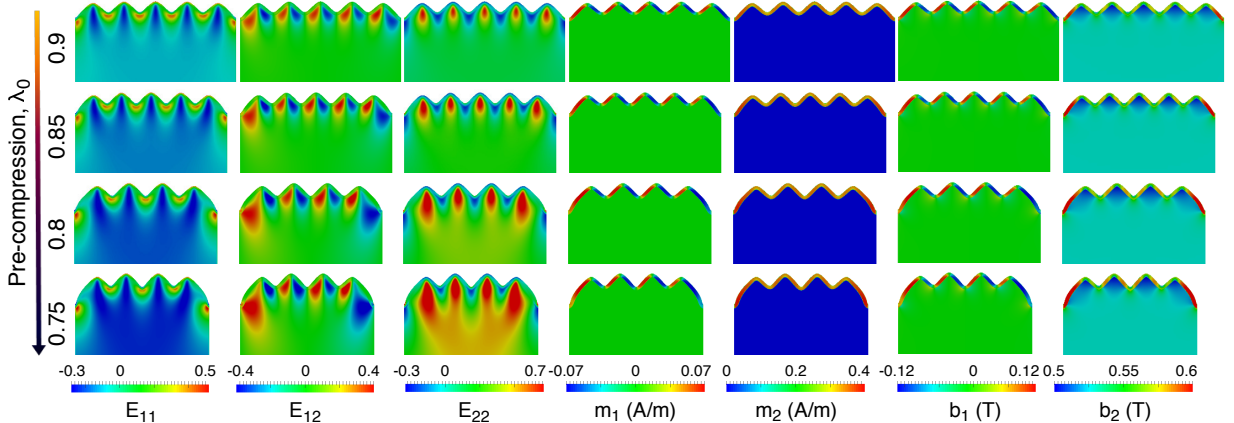 Pre-compression, λ0
0.9
0.85
0.8
0.75
-0.3 0 0.5
-0.4 0 0.4
-0.3 0 0.7
-0.07 0 0.07
0 0.2 0.4
-0.12 0 0.12
0.5 0.55 0.6
E11
E12
E22
m1 (A/m)
m2 (A/m)
b1 (T)
b2 (T)